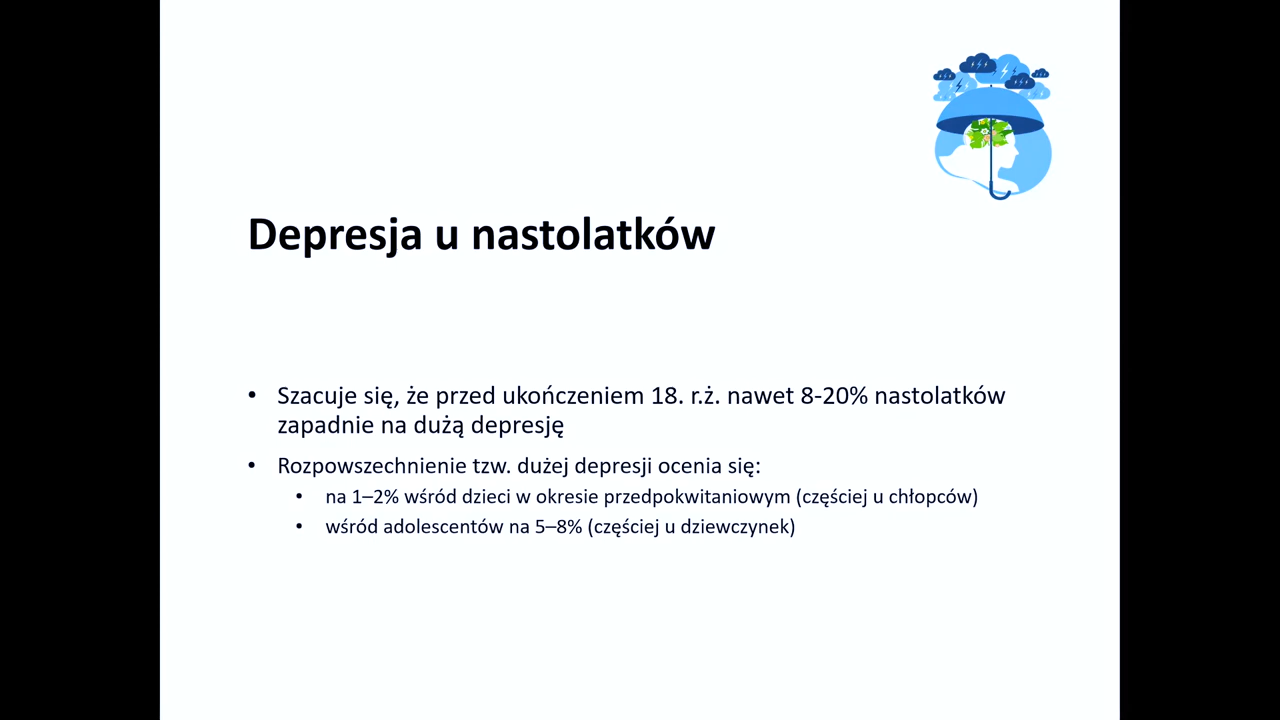 Depresja u nastolatków
• Szacuje się, że przed ukończeniem 18. r.ż. nawet 8-20% nastolatków
zapadnie na dużą depresję
• Rozpowszechnienie tzw. dużej depresji ocenia się:
• na 1–2% wśród dzieci w okresie przedpokwitaniowym (częściej u chłopców)
• wśród adolescentów na 5–8% (częściej u dziewczynek)